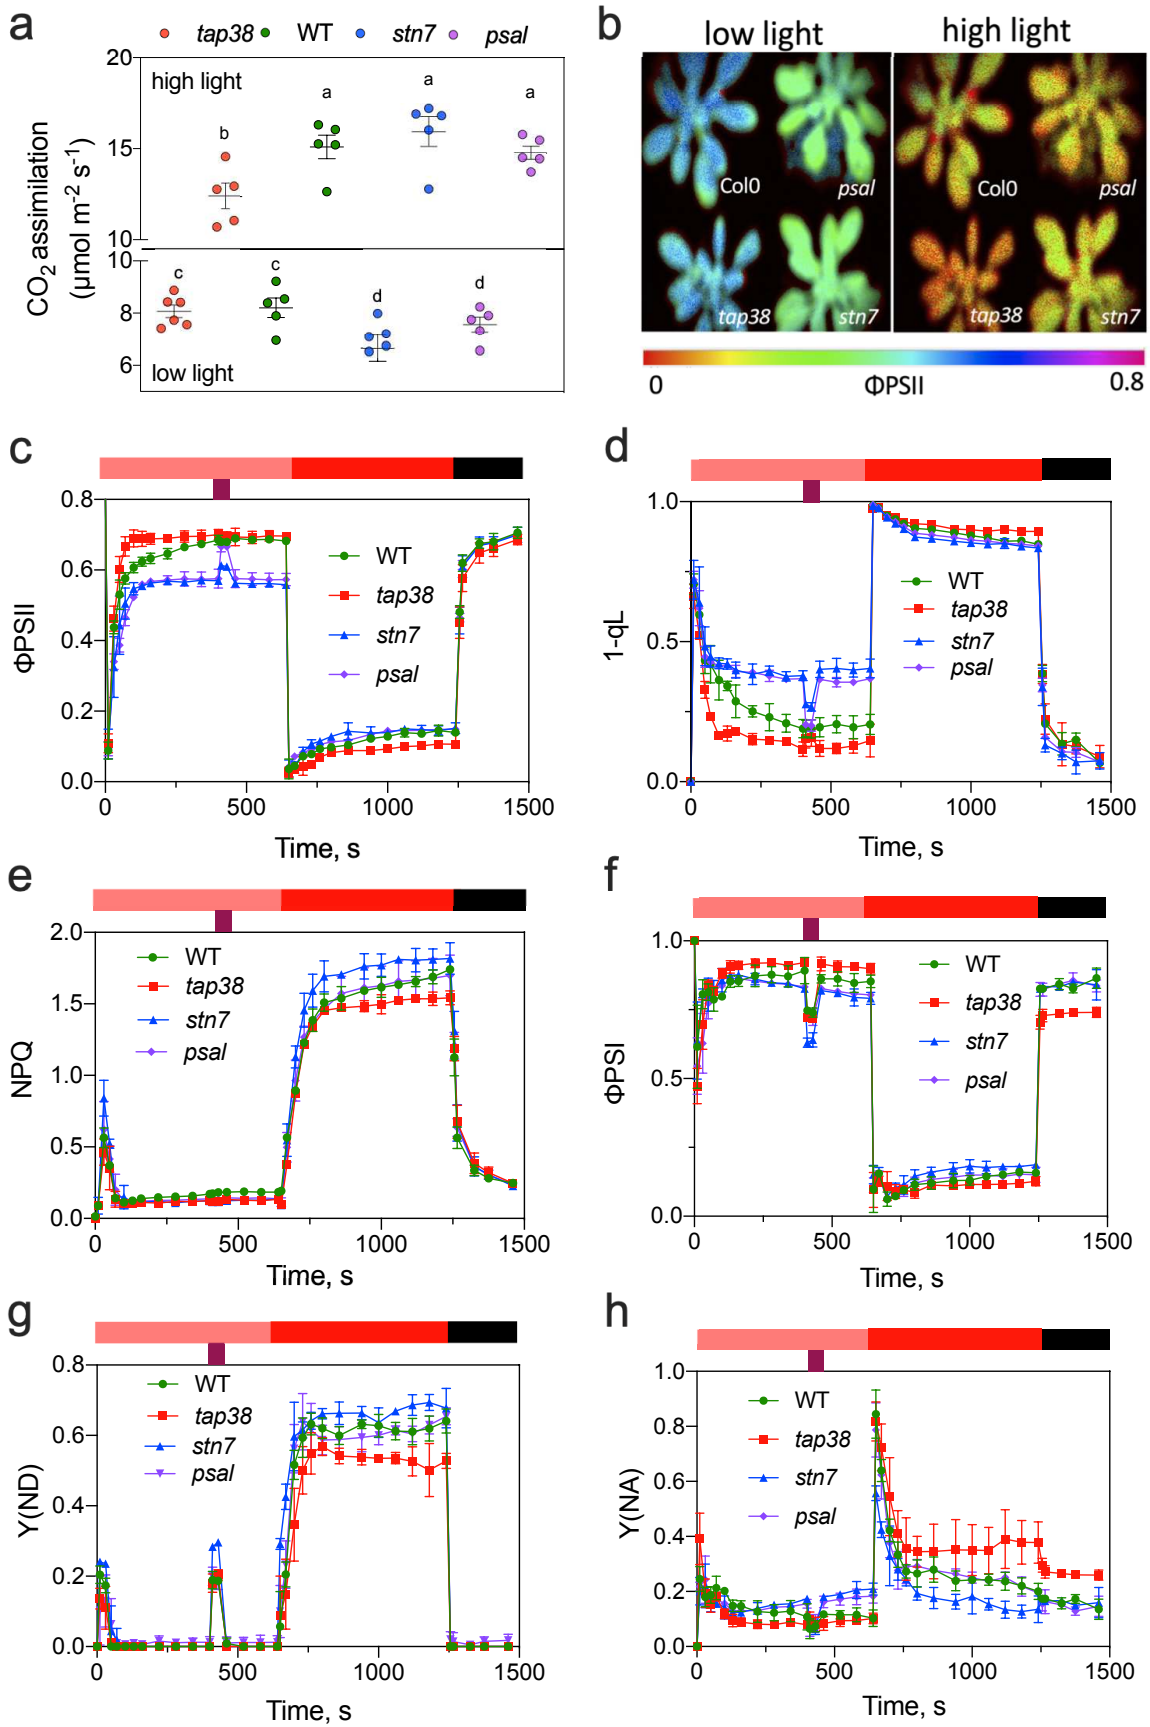 a
tap38 WT stn7 psal
20
high light
a
a
a
b
15
10
CO2 assimilation
(μmol m-2 s-1)
10
c
c
d
d
8
6
low light
b
low light
high light
Col0
psal
Col0
psal
tap38
stn7
tap38
stn7
0
ΦPSII
0.8
c
0.8
0.6
0.4
0.2
0.0
ΦPSII
WT
tap38
stn7
psal
0
500
1000
1500
Time, s
d
1.0
0.5
0.0
1-qL
WT
tap38
stn7
psal
0
500
1000
1500
Time, s
e
2.0
1.5
1.0
0.5
0.0
NPQ
WT
tap38
stn7
psal
0
500
1000
1500
Time, s
f
1.0
0.5
0.0
ΦPSI
WT
tap38
stn7
psal
0
500
1000
1500
Time, s
g
0.8
0.6
0.4
0.2
0.0
Y(ND)
WT
tap38
stn7
psal
0
500
1000
1500
Time, s
h
1.0
0.8
0.6
0.4
0.2
0.0
Y(NA)
WT
tap38
stn7
psal
0
500
1000
1500
Time, s